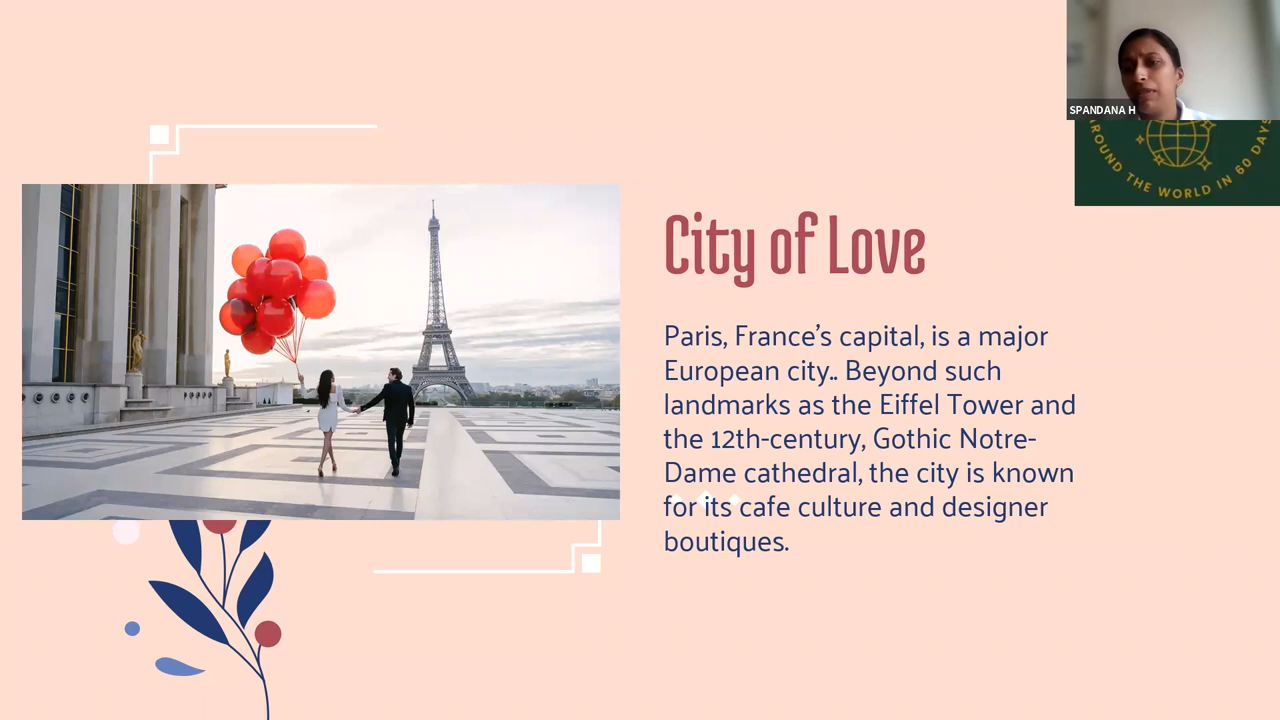 SPANDANA H
AROUND THE WORLD IN 60 DAYS
City of Love
Paris, France’s capital, is a major
European city.. Beyond such
landmarks as the Eiffel Tower and
the 12th-century, Gothic Notre-
Dame cathedral, the city is known
for its cafe culture and designer
boutiques.